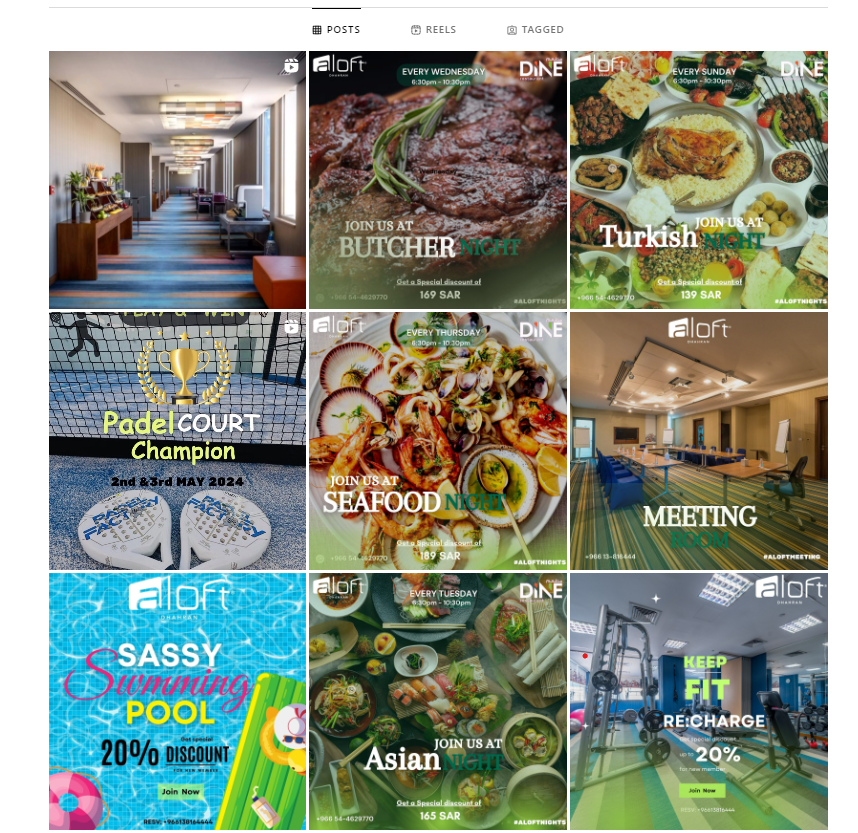 POSTS
REELS
TAGGED
aloft
EVERY WEDNESDAY
6:30pm - 10:30pm
DiNE
JOIN US AT
BUTCHER NIGHT
Get a Special discount of
169 SAR
+966 54-4629770
#ALOFTNIGHTS
aloft
EVERY SUNDAY
6:30pm - 10:30pm
DiNE
JOIN US AT
Turkish NIGHT
Get a Special discount of
139 SAR
+966 54-4629770
#ALOFTNIGHTS
PLAY & WIN
Padel COURT
Champion
2nd &3rd MAY 2024
PADEL
FACTORY
aloft
EVERY THURSDAY
6:30pm - 10:30pm
DiNE
JOIN US AT
SEAFOOD NIGHT
Get a Special discount of
189 SAR
+966 54-4629770
#ALOFTNIGHTS
aloft
DHAHRAN
MEETING
ROOM
#ALOFTMEETING
aloft
DHAHRAN
SASSY
Swmming
POOL
Get Special
20% DISCOUNT
FOR NEW MEMBER
Join Now
RESV: +966138164444
aloft
EVERY TUESDAY
6:30pm - 10:30pm
DiNE
JOIN US AT
Asian NIGHT
Get a Special discount of
165 SAR
+966 54-4629770
#ALOFTNIGHTS
aloft
DHAHRAN
KEEP
FIT
RE:CHARGE
Get special discount
up to 20%
for new member
Join Now